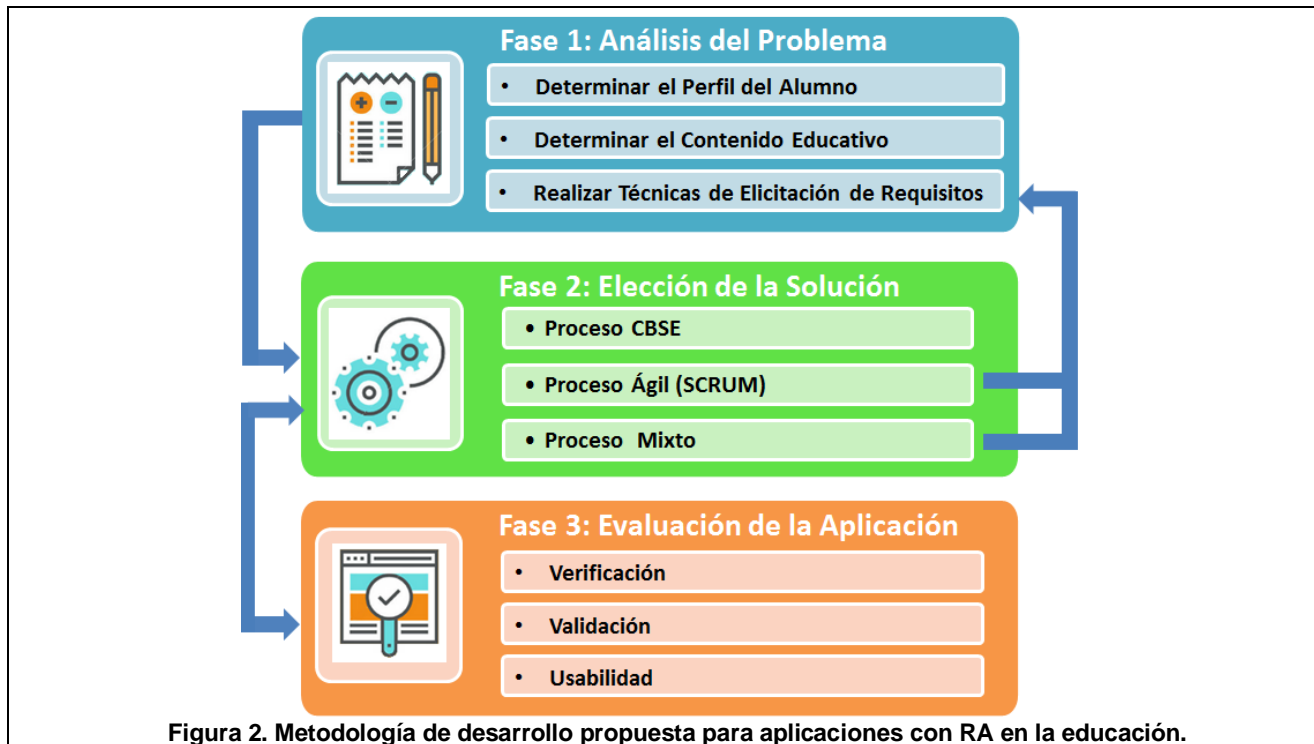 Fase 1: Análisis del Problema
• Determinar el Perfil del Alumno
• Determinar el Contenido Educativo
• Realizar Técnicas de Elicitación de Requisitos
Fase 2: Elección de la Solución
• Proceso CBSE
• Proceso Ágil (SCRUM)
• Proceso Mixto
Fase 3: Evaluación de la Aplicación
• Verificación
• Validación
• Usabilidad
Figura 2. Metodología de desarrollo propuesta para aplicaciones con RA en la educación.